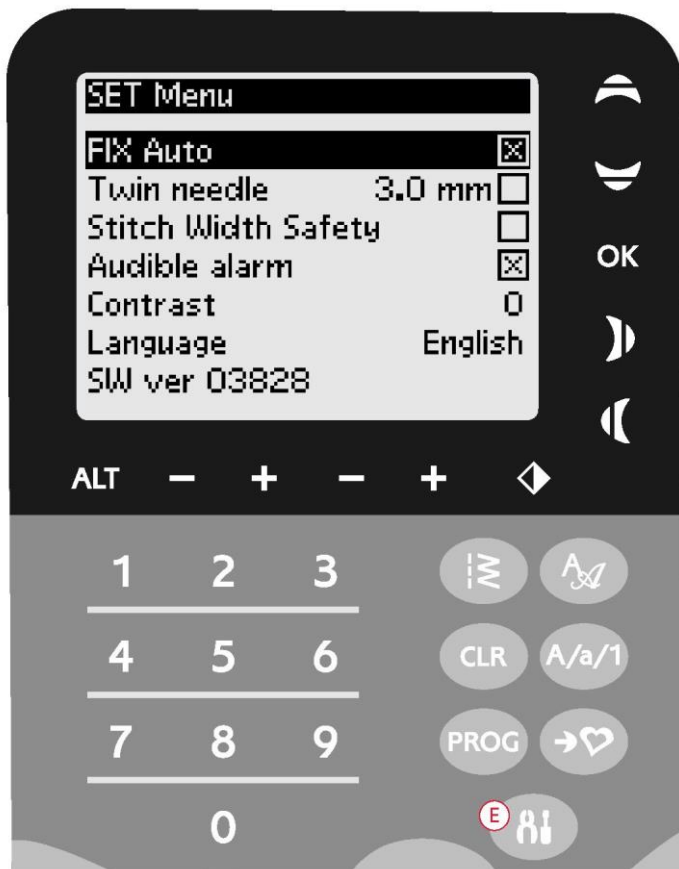 SET Menu
FIX Auto
Twin needle 3.0 mm
Stitch Width Safety
Audible alarm
Contrast 0
Language English
SW ver 03828
OK
ALT - + - +
1 2 3 A
4 5 6 CLR A/a/1
7 8 9 PROG
0 E